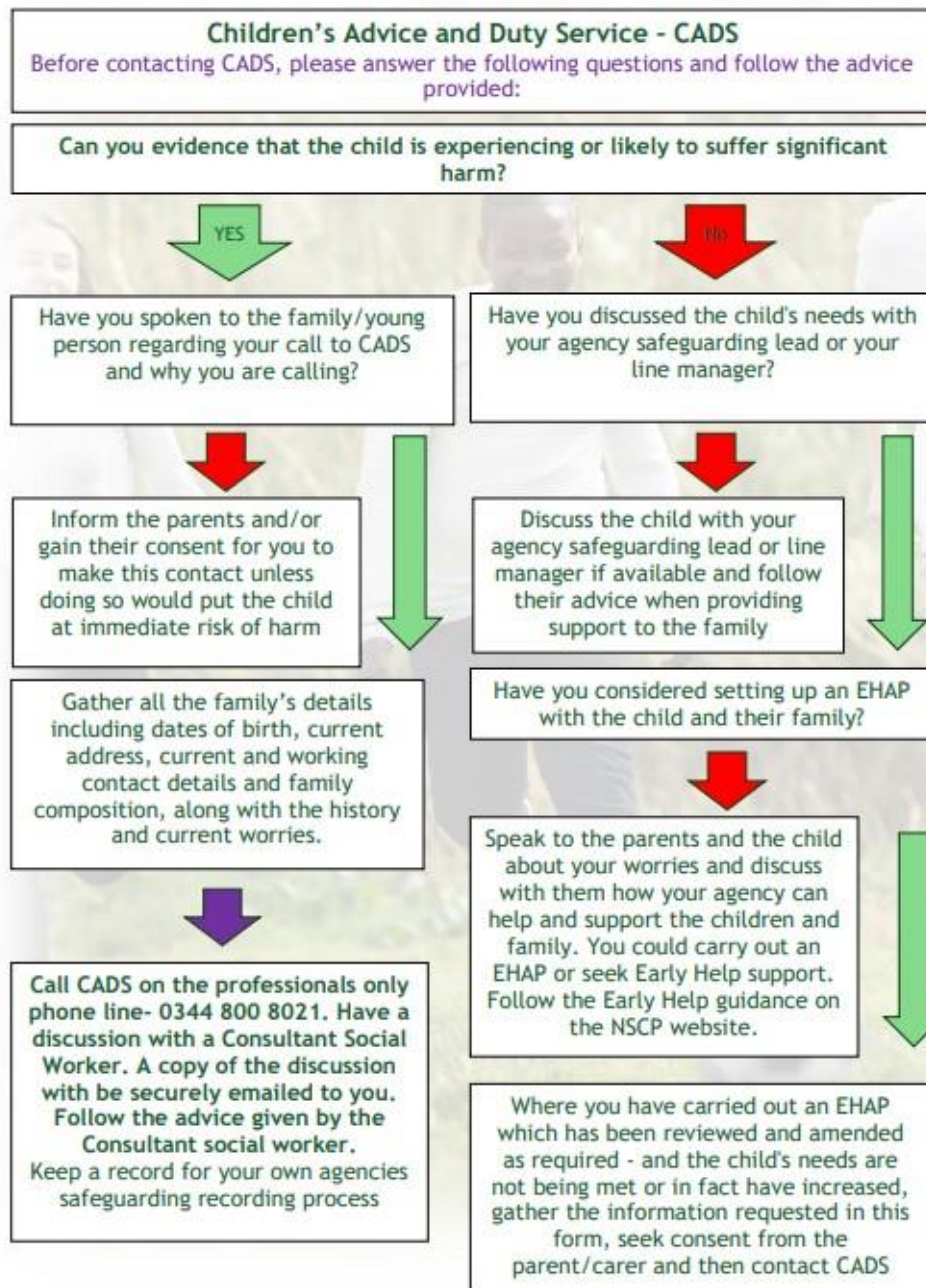 Children's Advice and Duty Service - CADS
Before contacting CADS, please answer the following questions and follow the advice
provided:
Can you evidence that the child is experiencing or likely to suffer significant
harm?
YES
No
Have you spoken to the family/young
person regarding your call to CADS
and why you are calling?
Have you discussed the child's needs with
your agency safeguarding lead or your
line manager?
Inform the parents and/or
gain their consent for you to
make this contact unless
doing so would put the child
at immediate risk of harm
Discuss the child with your
agency safeguarding lead or line
manager if available and follow
their advice when providing
support to the family
Gather all the family's details
including dates of birth, current
address, current and working
contact details and family
composition, along with the history
and current worries.
Have you considered setting up an EHAP
with the child and their family?
Speak to the parents and the child
about your worries and discuss
with them how your agency can
help and support the children and
family. You could carry out an
EHAP or seek Early Help support.
Follow the Early Help guidance on
the NSCP website.
Call CADS on the professionals only
phone line- 0344 800 8021. Have a
discussion with a Consultant Social
Worker. A copy of the discussion
with be securely emailed to you.
Follow the advice given by the
Consultant social worker.
Keep a record for your own agencies
safeguarding recording process
Where you have carried out an EHAP
which has been reviewed and amended
as required - and the child's needs are
not being met or in fact have increased,
gather the information requested in this
form, seek consent from the
parent/carer and then contact CADS